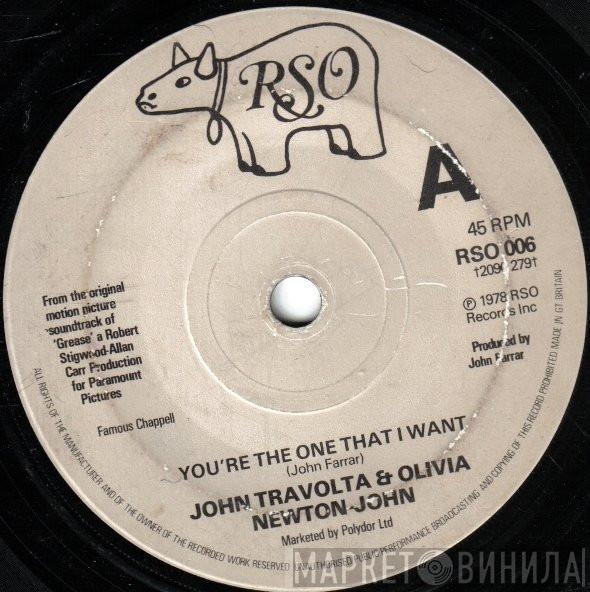 RSO
A
45 RPM
RSO 006
†2090 279†
℗ 1978 RSO
Records Inc
Produced by
John Farrar
From the original
motion picture
soundtrack of
'Grease' a Robert
Stigwood-Allan
Carr Production
for Paramount
Pictures
Famous Chappell
YOU'RE THE ONE THAT I WANT
(John Farrar)
JOHN TRAVOLTA & OLIVIA
NEWTON-JOHN
Marketed by Polydor Ltd
ALL RIGHTS OF THE MANUFACTURER AND OF THE OWNER OF THE RECORDED WORK RESERVED UNAUTHORISED PUBLIC PERFORMANCE BROADCASTING AND COPYING OF THIS RECORD PROHIBITED MADE IN GT. BRITAIN
МАРКЕТ ВИНИЛА